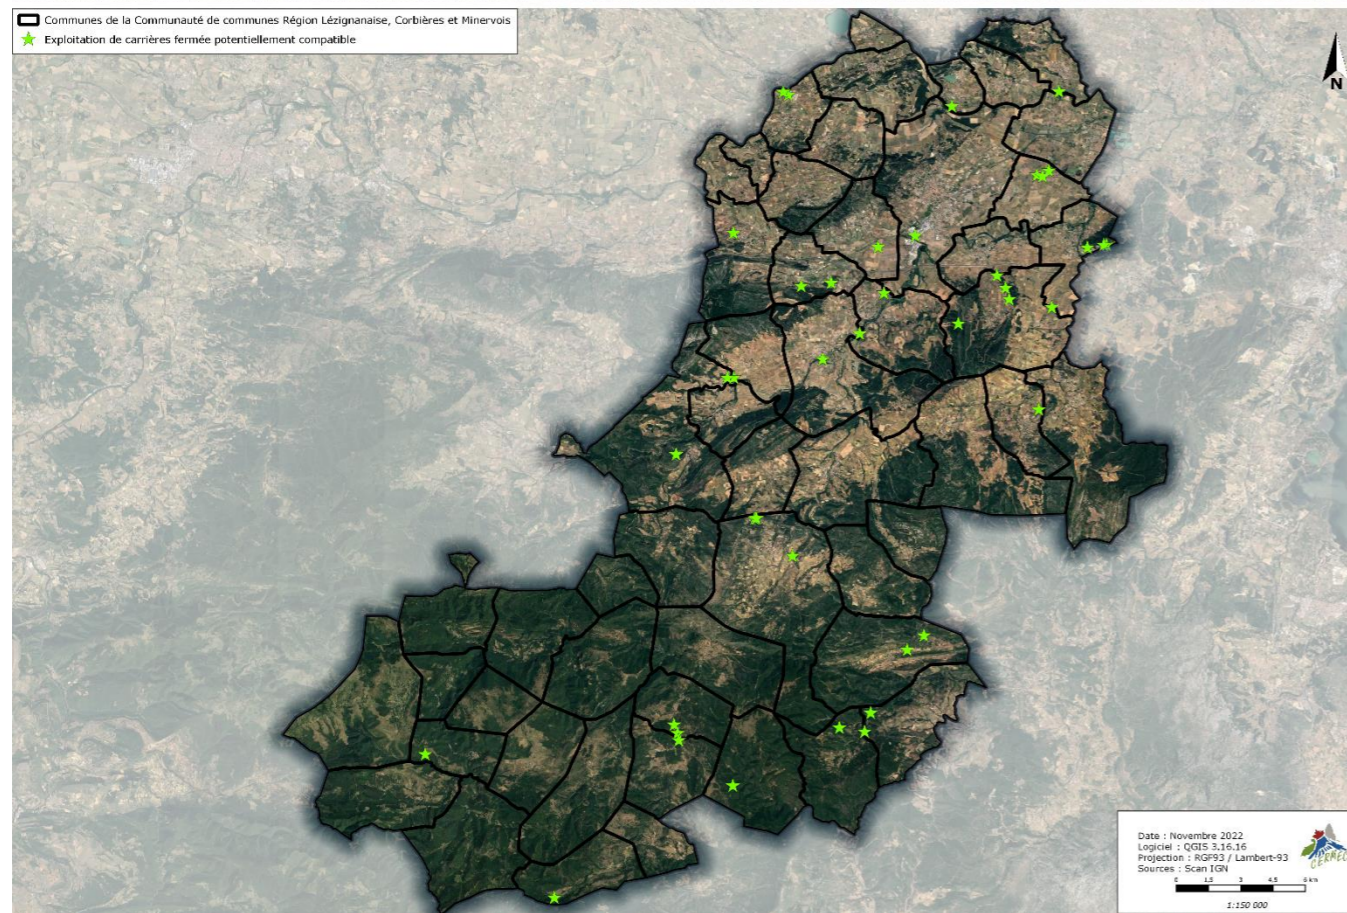 Communes de la Communauté de communes Région Lézignanaise, Corbières et Minervois
Exploitation de carrières fermée potentiellement compatible
N
Date : Novembre 2022
Logiciel : QGIS 3.16.16
Projection : RGF93 / Lambert-93
Sources : Scan IGN
CERMECO
0 1,5 3 4,5 6 km
1:150 000